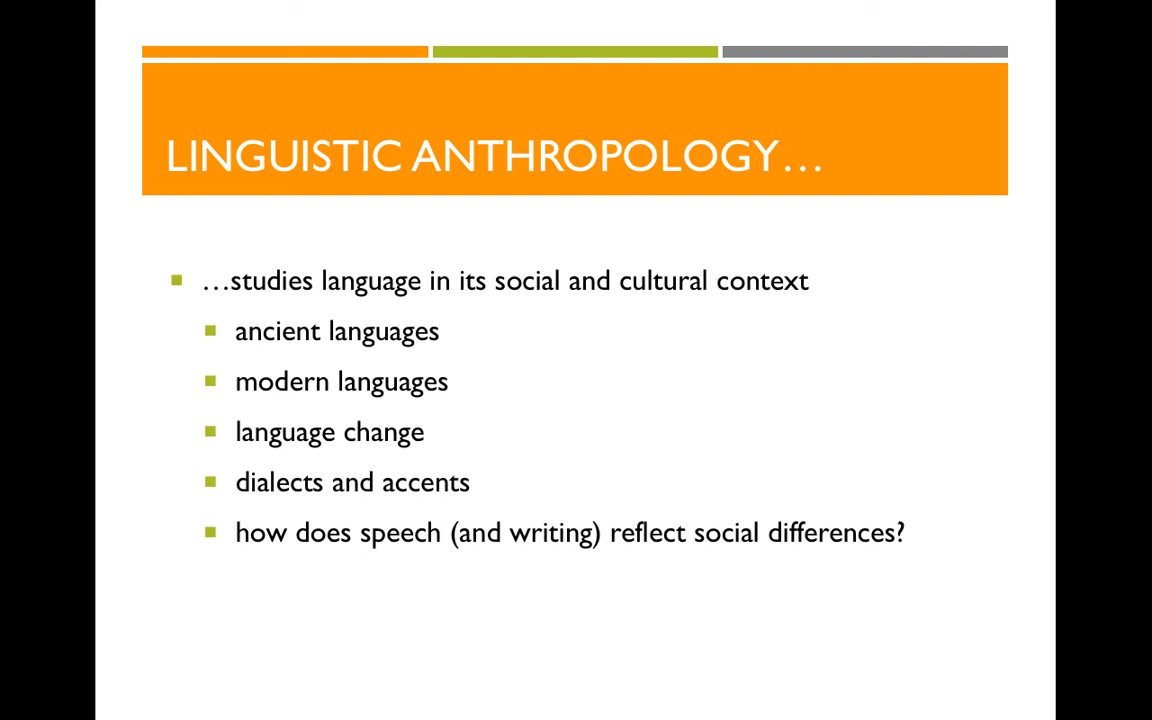 LINGUISTIC ANTHROPOLOGY…
…studies language in its social and cultural context
ancient languages
modern languages
language change
dialects and accents
how does speech (and writing) reflect social differences?